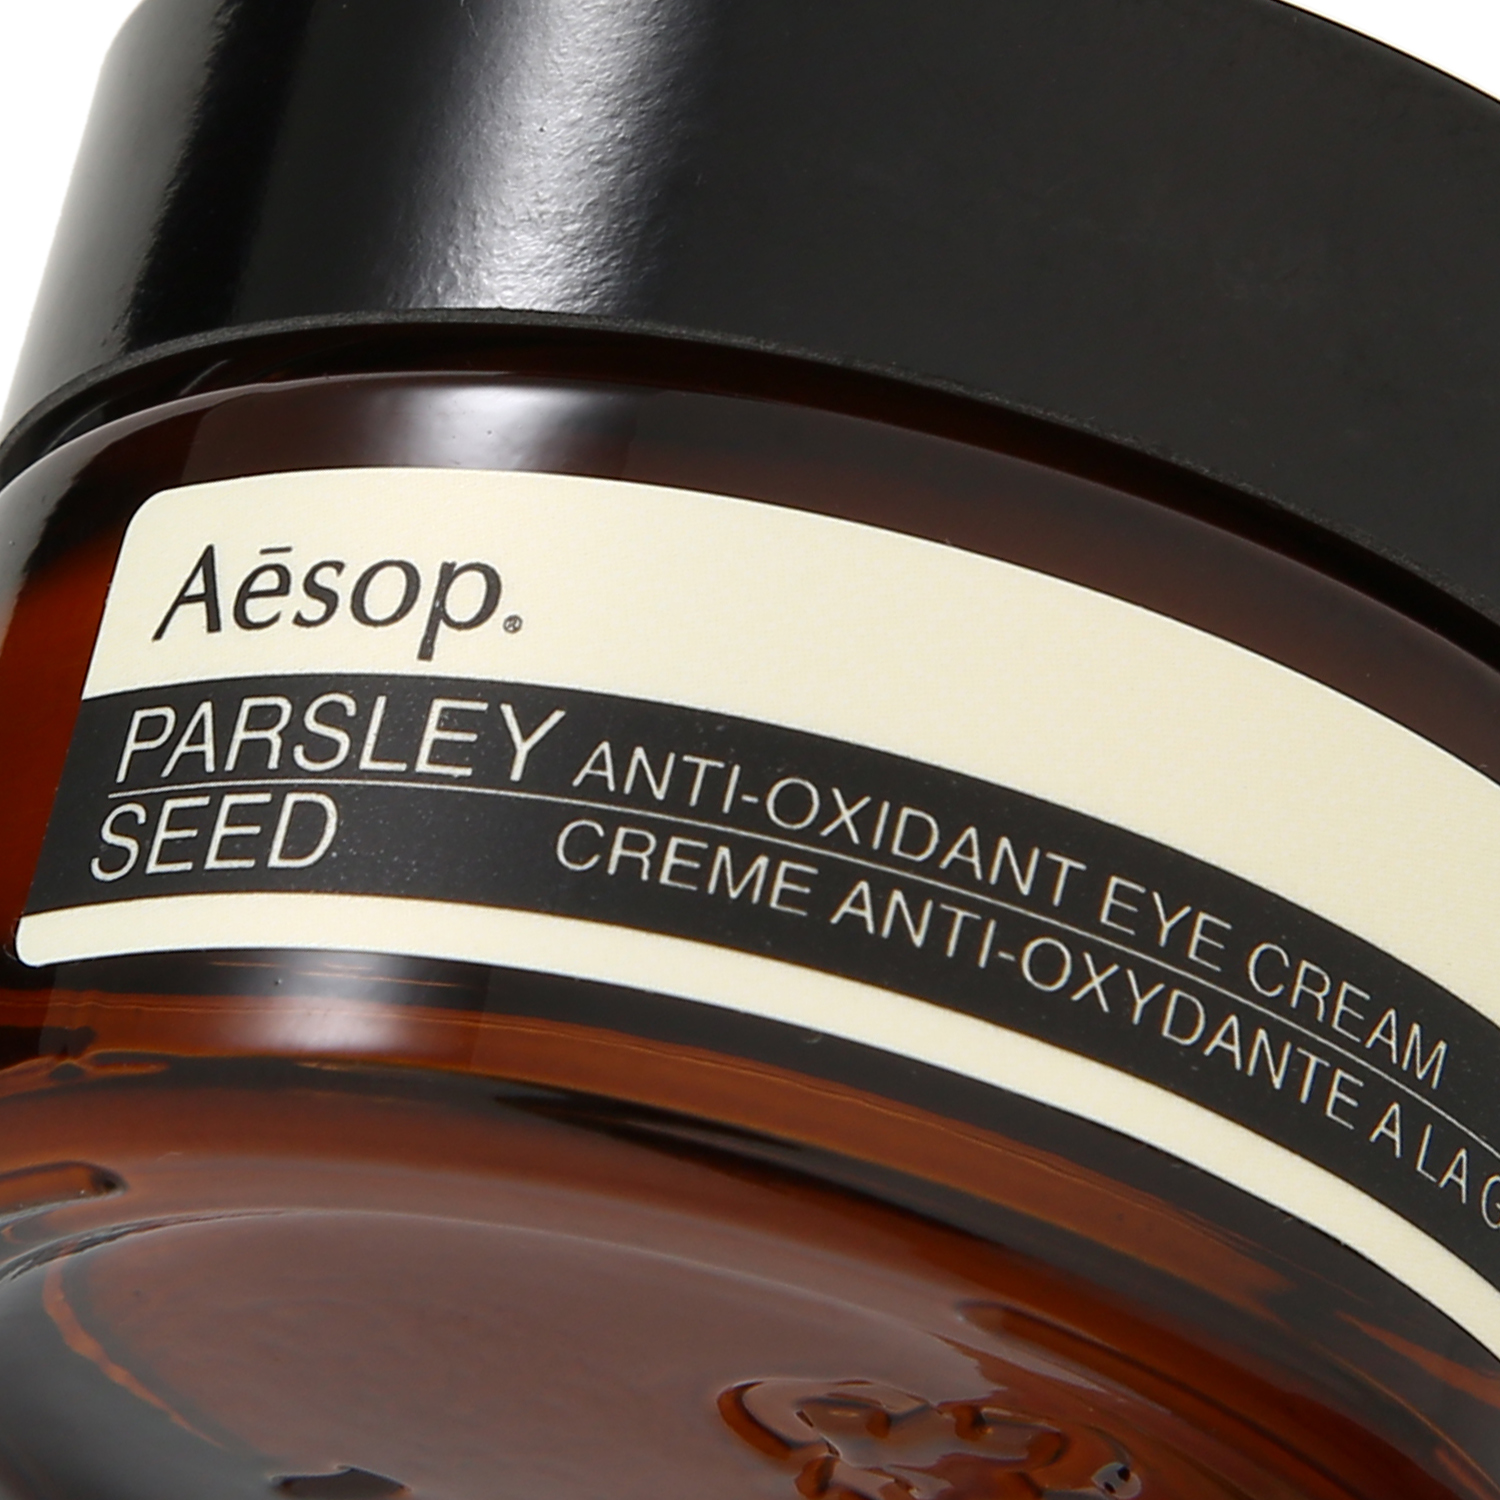 Aēsop.®
PARSLEY
SEED
ANTI-OXIDANT EYE CREAM
CREME ANTI-OXYDANTE A LA